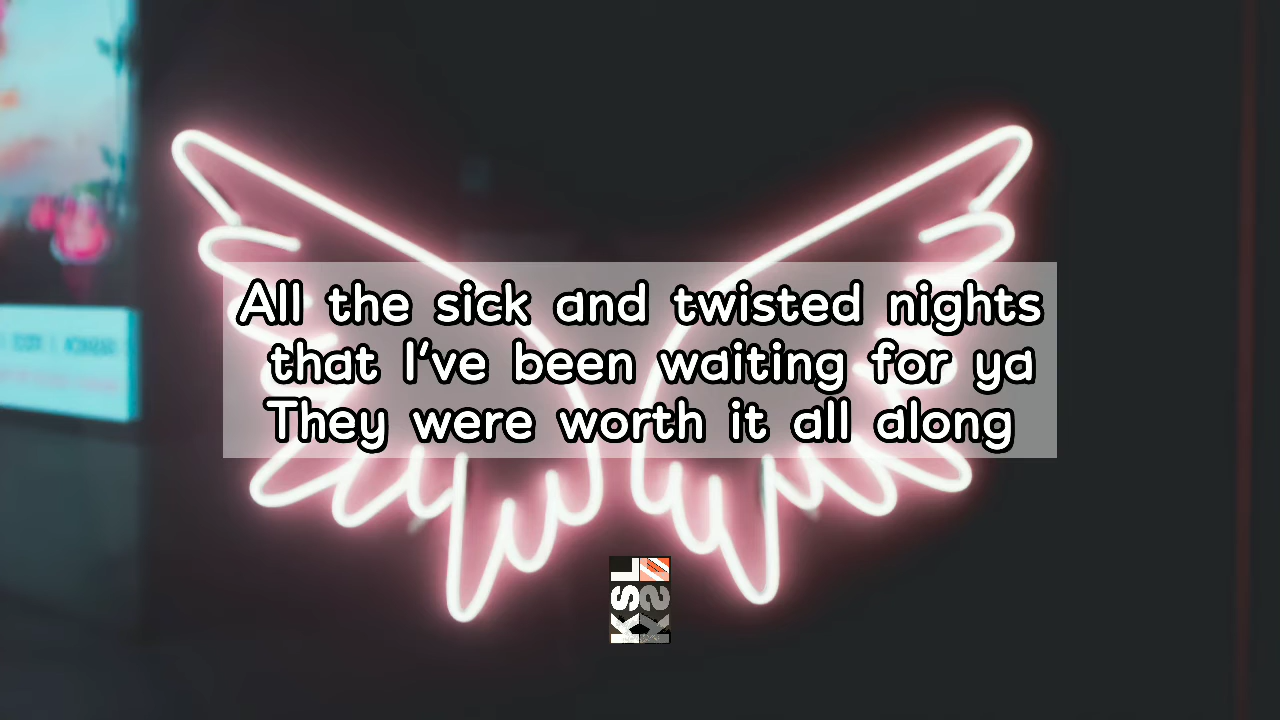 All the sick and twisted nights
that I've been waiting for ya
They were worth it all along
KSL